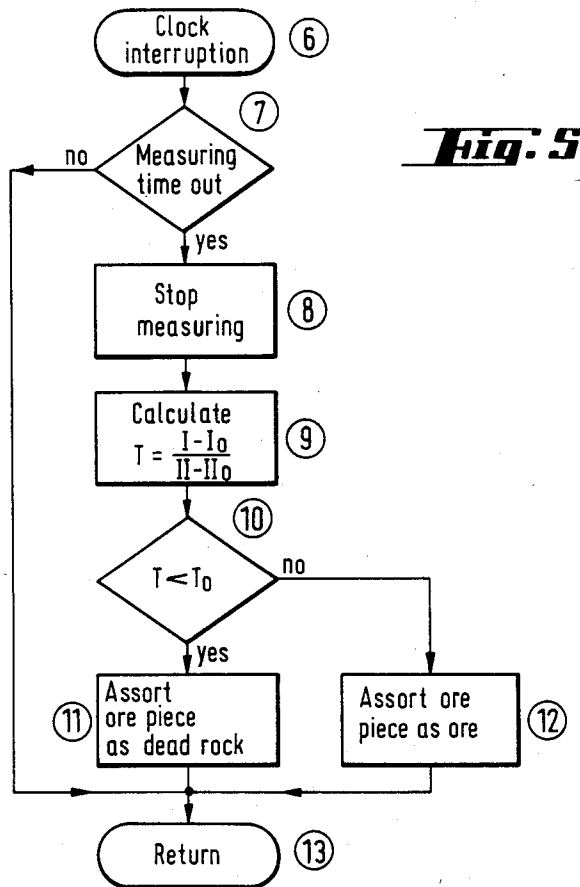 Clock
interruption
⑥
⑦
Fig: 5
no
Measuring
time out
yes
Stop
measuring
⑧
Calculate
T = (I-I₀)/(II-II₀)
⑨
⑩
T<T₀
no
yes
Assort
ore piece
as dead rock
⑪
Assort ore
piece as ore
⑫
Return
⑬